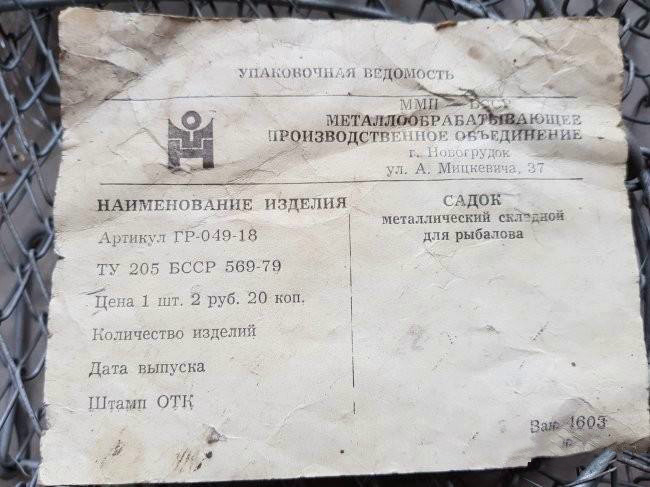 УПАКОВОЧНАЯ ВЕДОМОСТЬ
ММП БССР
МЕТАЛЛООБРАБАТЫВАЮЩЕЕ
ПРОИЗВОДСТВЕННОЕ ОБЪЕДИНЕНИЕ
г. Новогрудок
ул. А. Мицкевича, 37
НАИМЕНОВАНИЕ ИЗДЕЛИЯ
Артикул ГР-049-18
ТУ 205 БССР 569-79
Цена 1 шт. 2 руб. 20 коп.
Количество изделий
Дата выпуска
Штамп ОТК
САДОК
металлический складной
для рыбалова
Зак. 1603